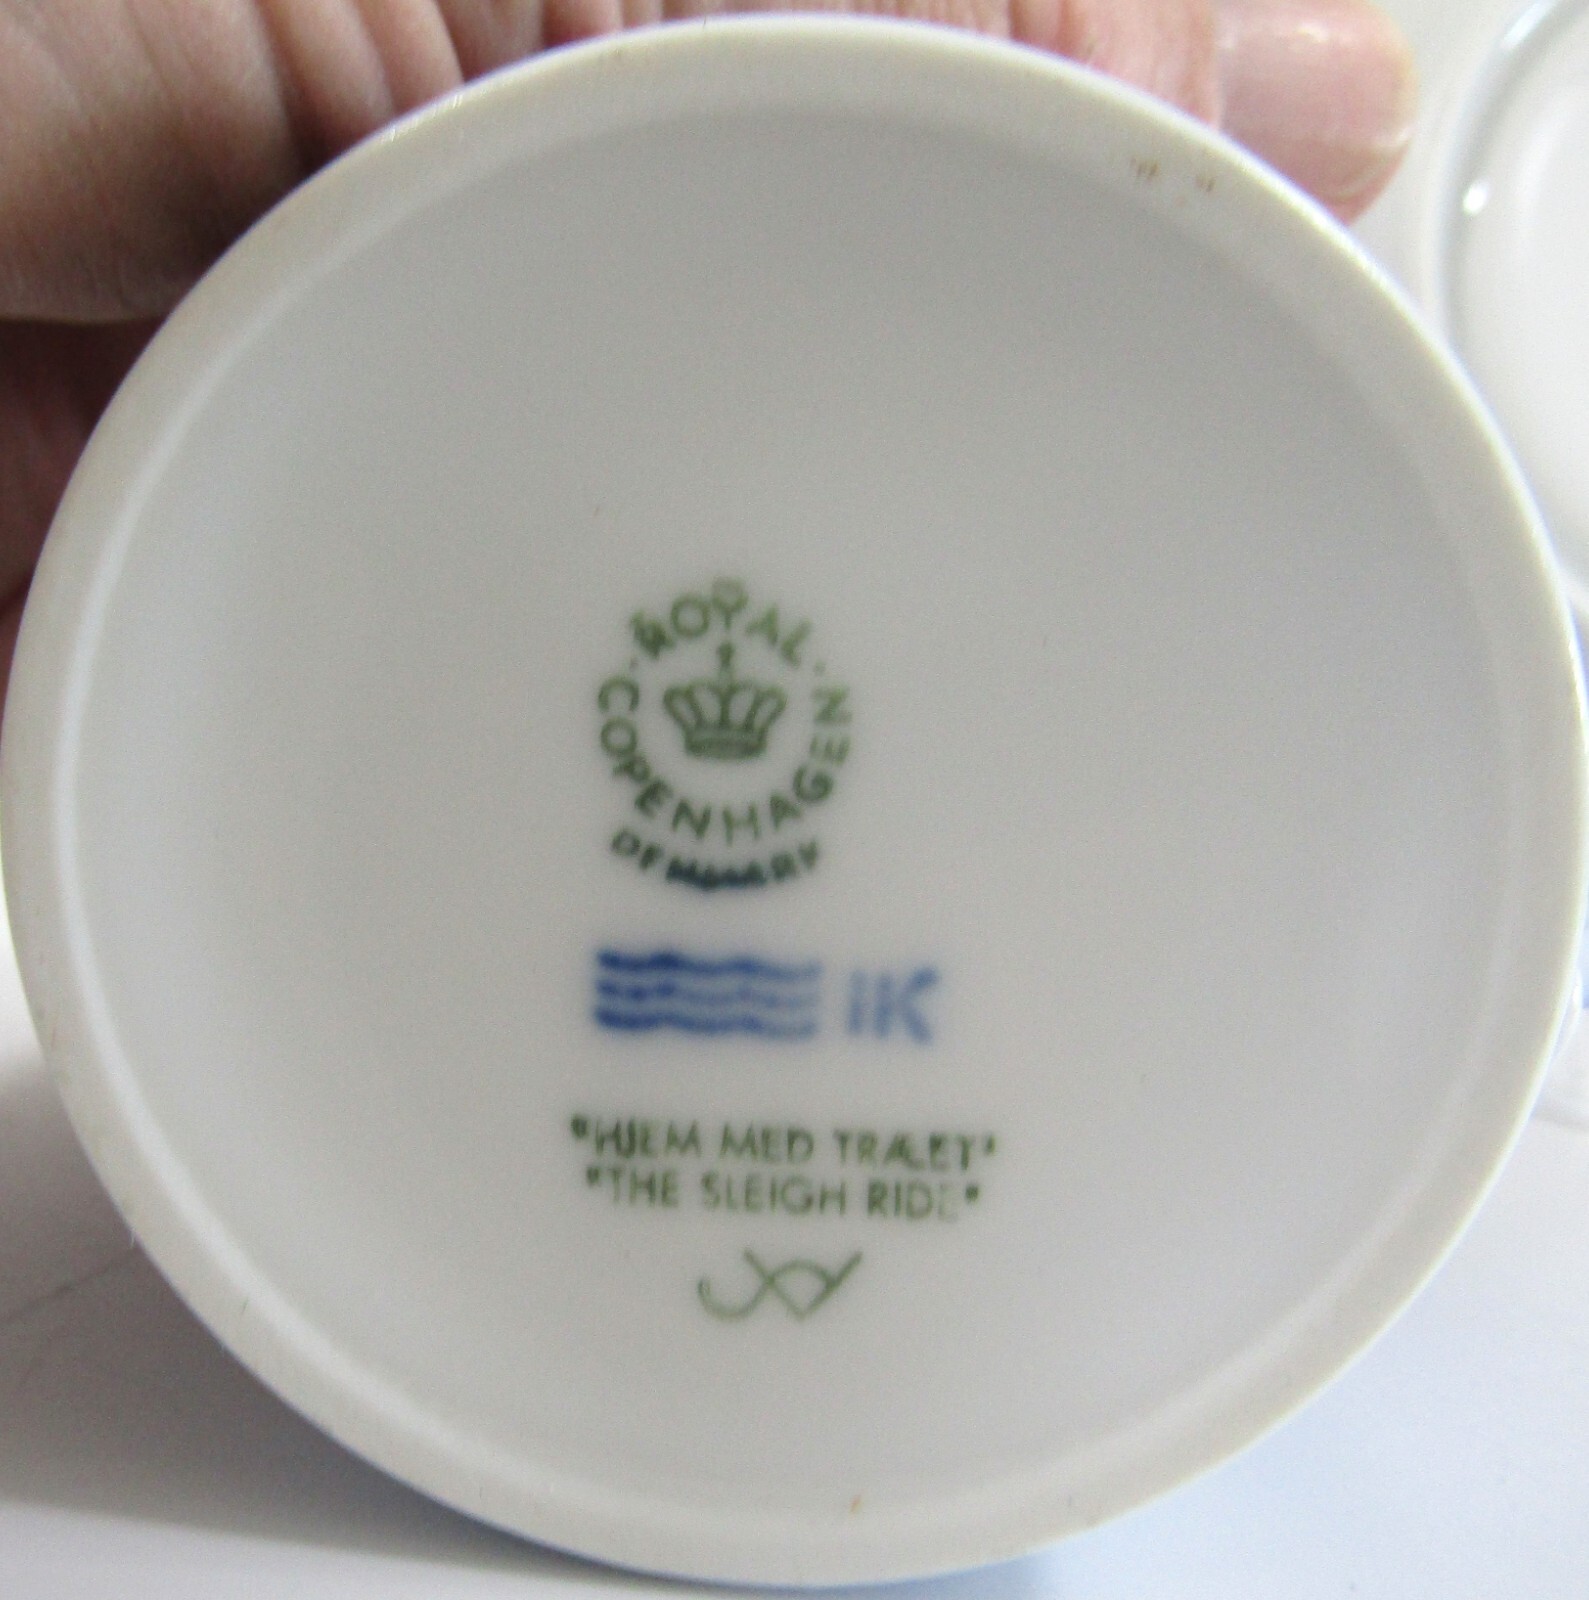 ROYAL
COPENHAGEN
DENMARK
IK
"HJEM MED TRÆET"
"THE SLEIGH RIDE"